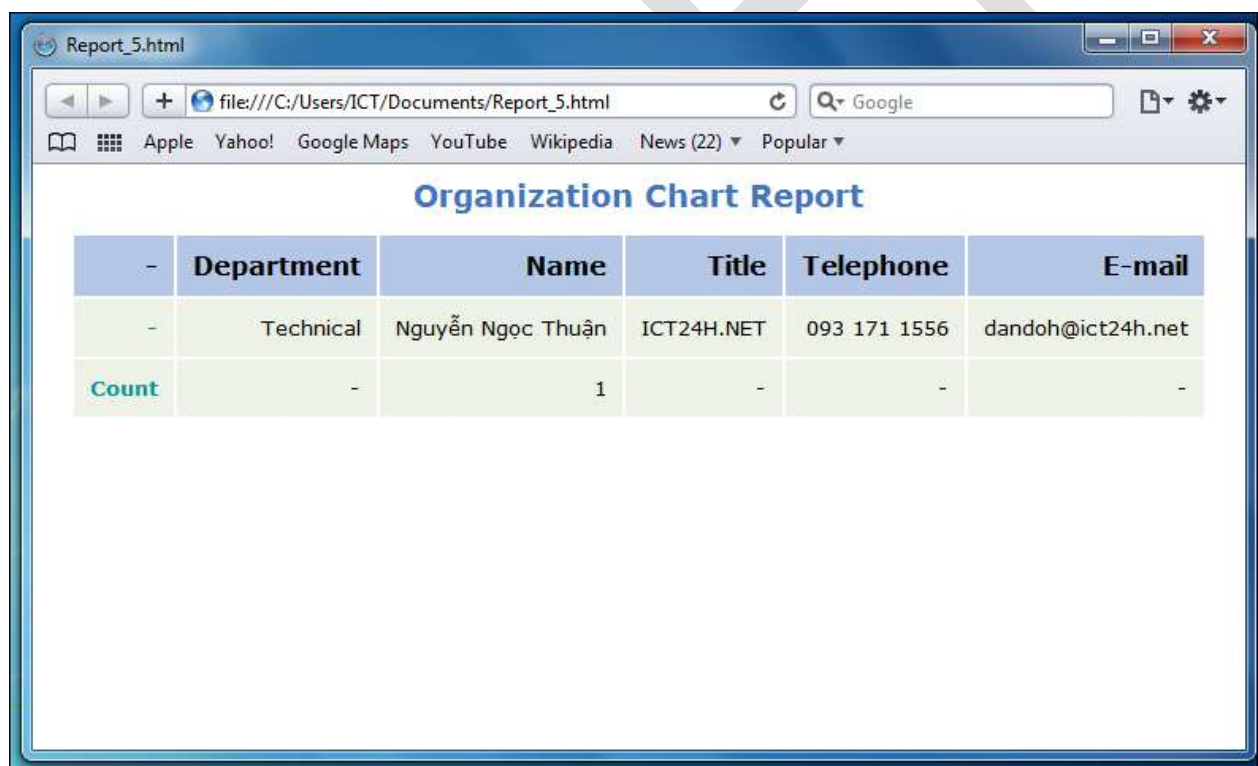 Report_5.html
+ file:///C:/Users/ICT/Documents/Report_5.html Google
Apple Yahoo! Google Maps YouTube Wikipedia News (22) ▼ Popular ▼
Organization Chart Report
- Department Name Title Telephone E-mail
- Technical Nguyễn Ngọc Thuận ICT24H.NET 093 171 1556 dandoh@ict24h.net
Count - 1 - - -